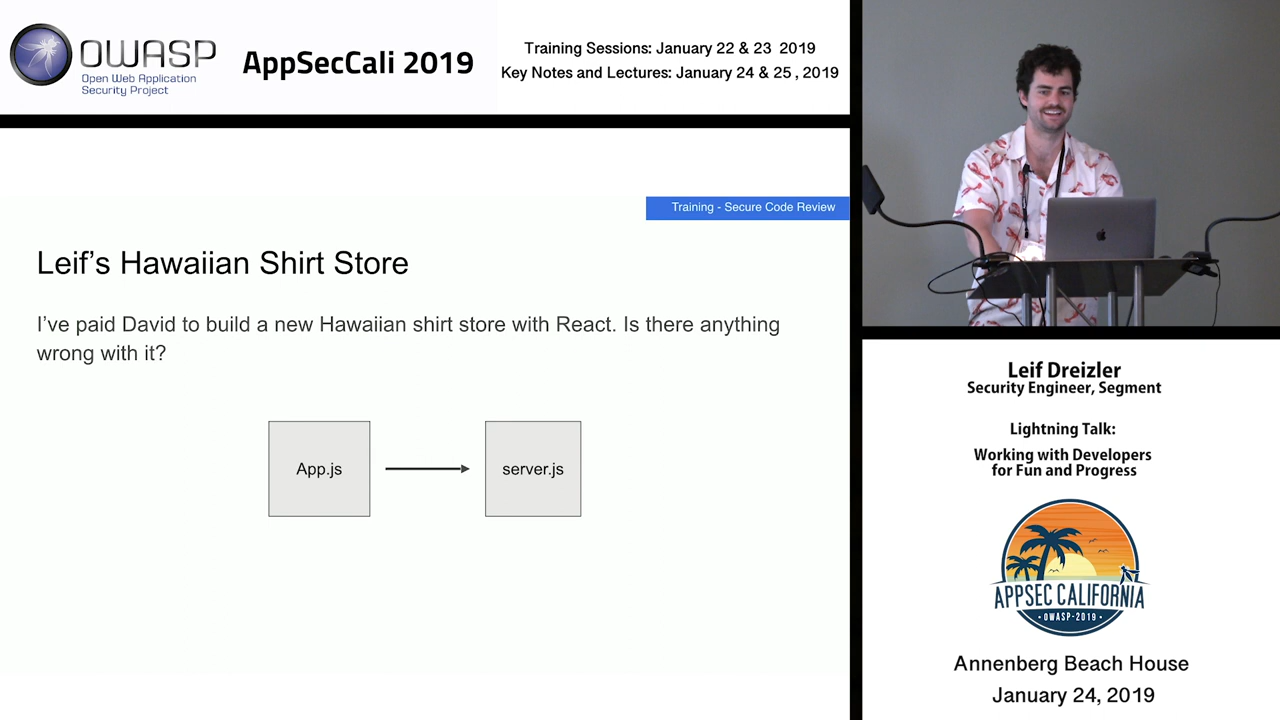 OWASP
Open Web Application
Security Project
AppSecCali 2019
Training Sessions: January 22 & 23 2019
Key Notes and Lectures: January 24 & 25 , 2019
Training - Secure Code Review
Leif’s Hawaiian Shirt Store
I’ve paid David to build a new Hawaiian shirt store with React. Is there anything
wrong with it?
App.js
server.js
Leif Dreizler
Security Engineer, Segment
Lightning Talk:
Working with Developers
for Fun and Progress
APPSEC CALIFORNIA
• OWASP-2019 •
Annenberg Beach House
January 24, 2019